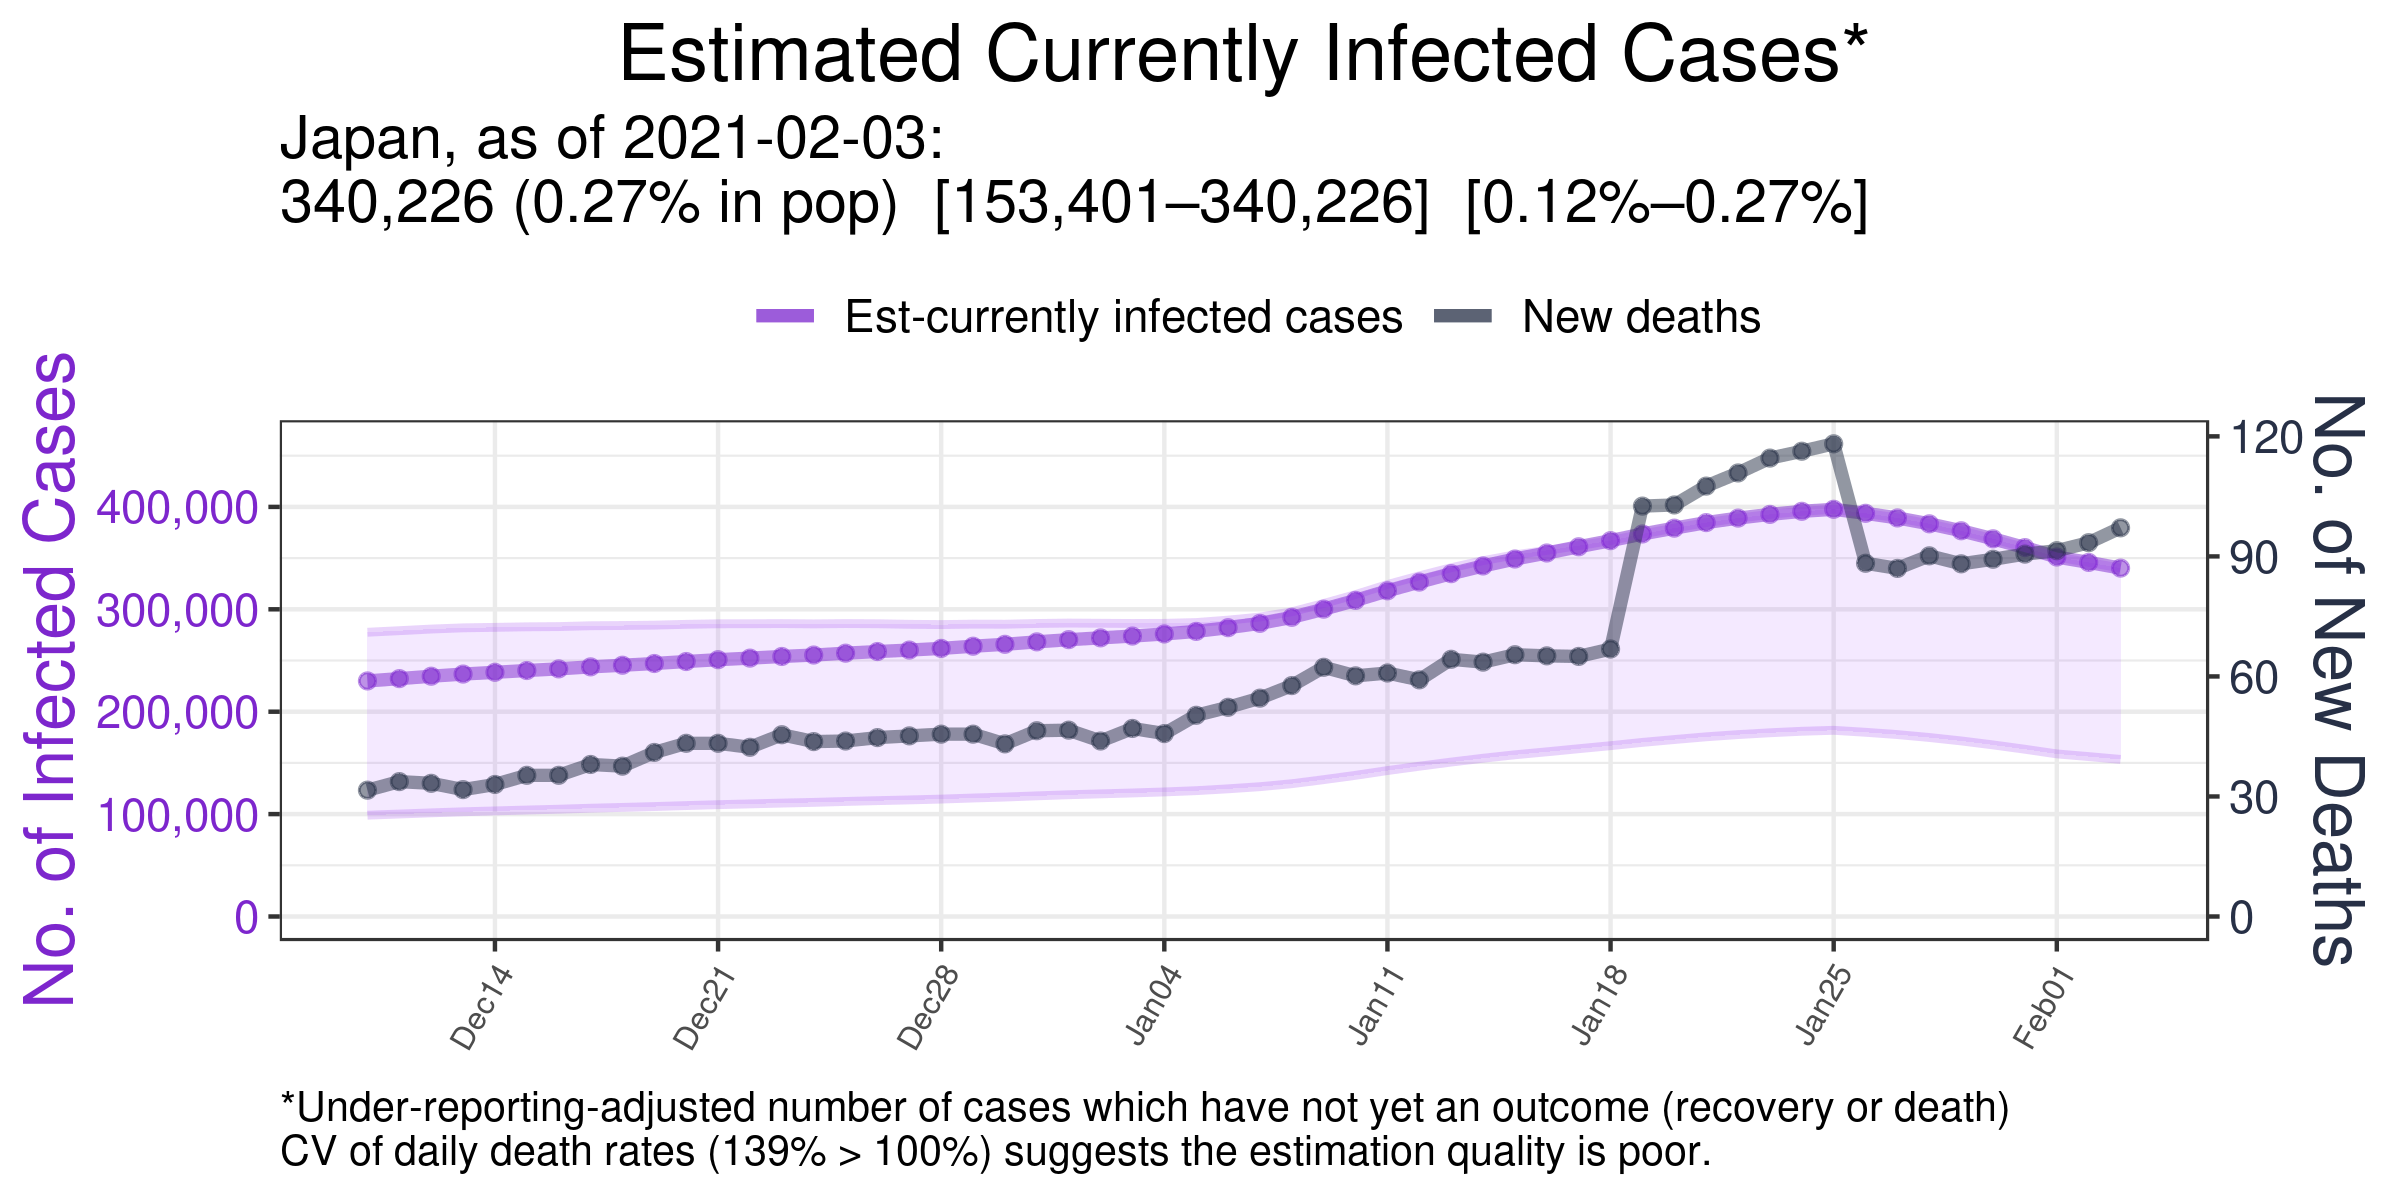 Estimated Currently Infected Cases*
Japan, as of 2021-02-03:
340,226 (0.27% in pop)  [153,401–340,226]  [0.12%–0.27%]
Est-currently infected cases
New deaths
No. of Infected Cases
400,000
300,000
200,000
100,000
0
120
90
60
30
0
No. of New Deaths
Dec14
Dec21
Dec28
Jan04
Jan11
Jan18
Jan25
Feb01
*Under-reporting-adjusted number of cases which have not yet an outcome (recovery or death)
CV of daily death rates (139% > 100%) suggests the estimation quality is poor.